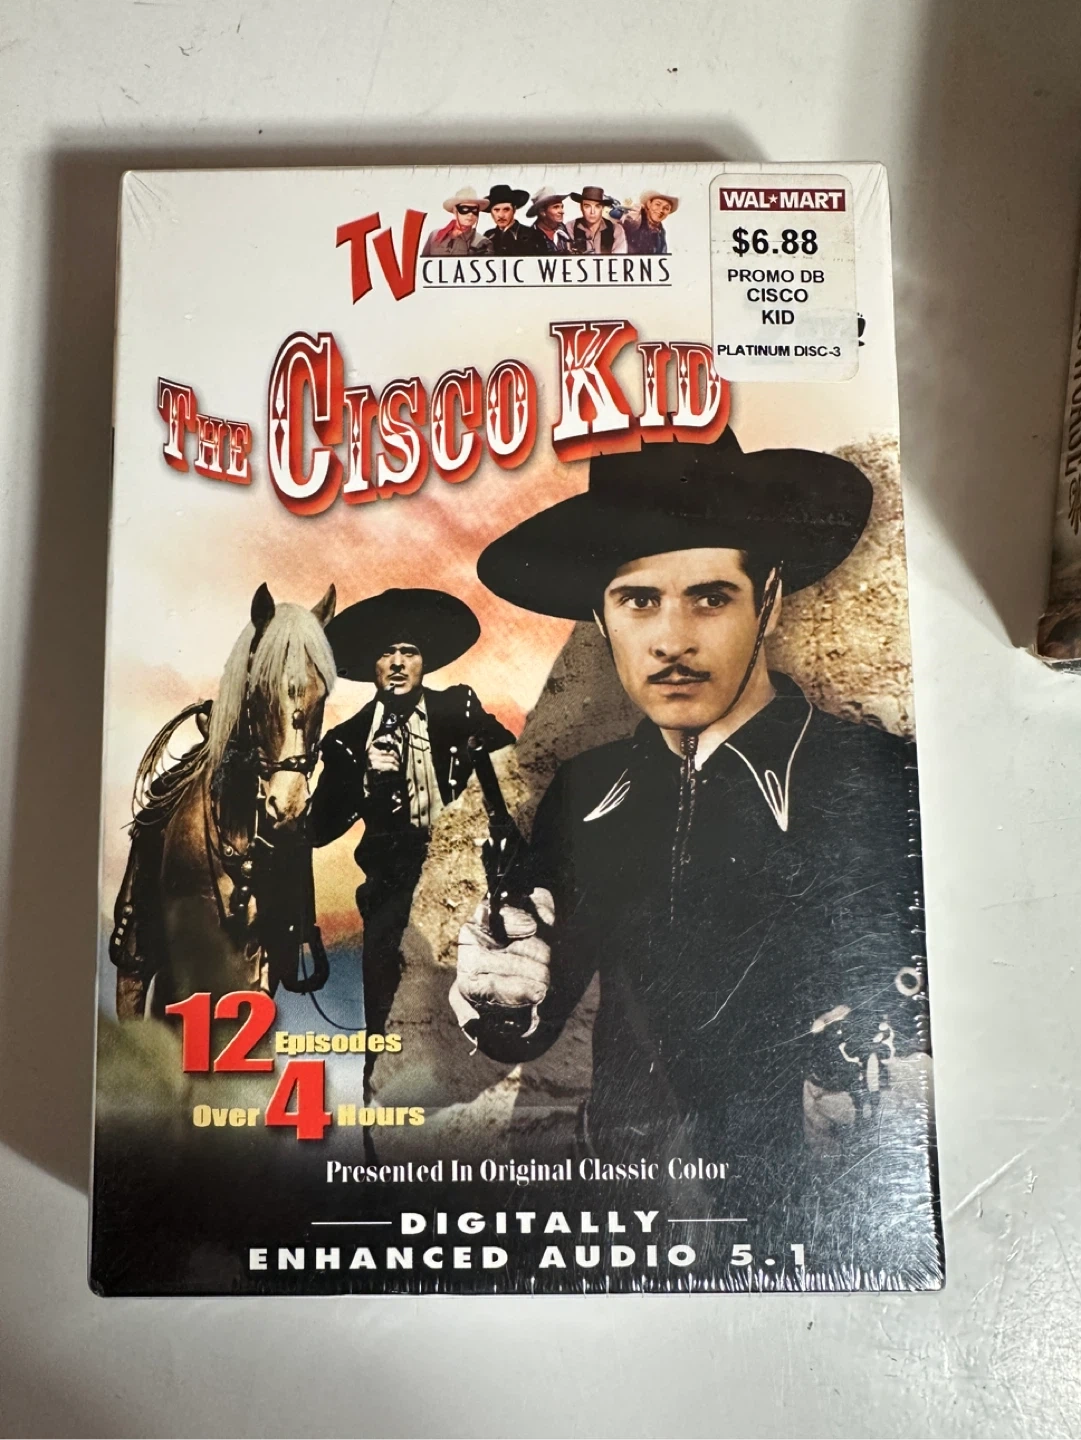 TV
CLASSIC WESTERNS
WAL★MART
$6.88
PROMO DB
CISCO
KID
PLATINUM DISC-3
THE CISCO KID
12 Episodes
Over 4 Hours
Presented In Original Classic Color
DIGITALLY
ENHANCED AUDIO 5.1